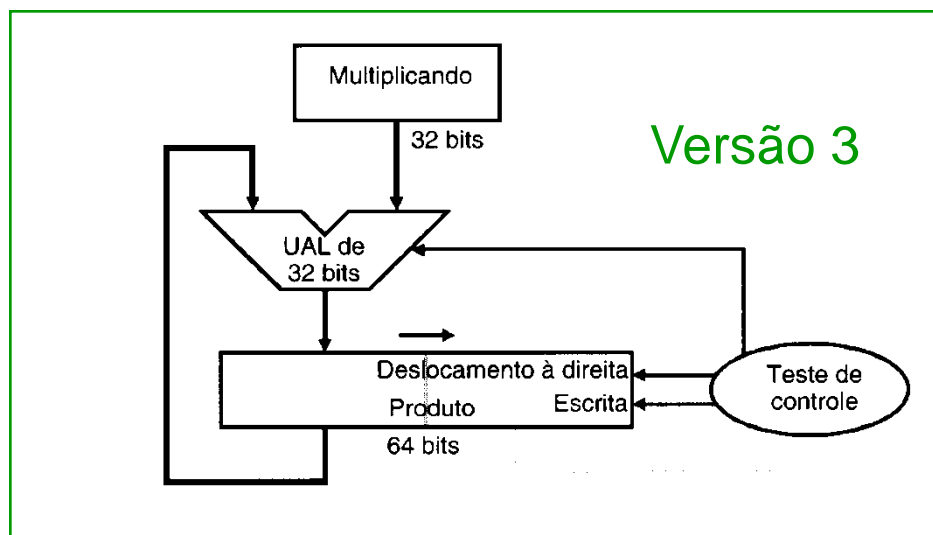 Multiplicando
32 bits
Versão 3
UAL de
32 bits
Deslocamento à direita
Produto
Escrita
64 bits
Teste de
controle